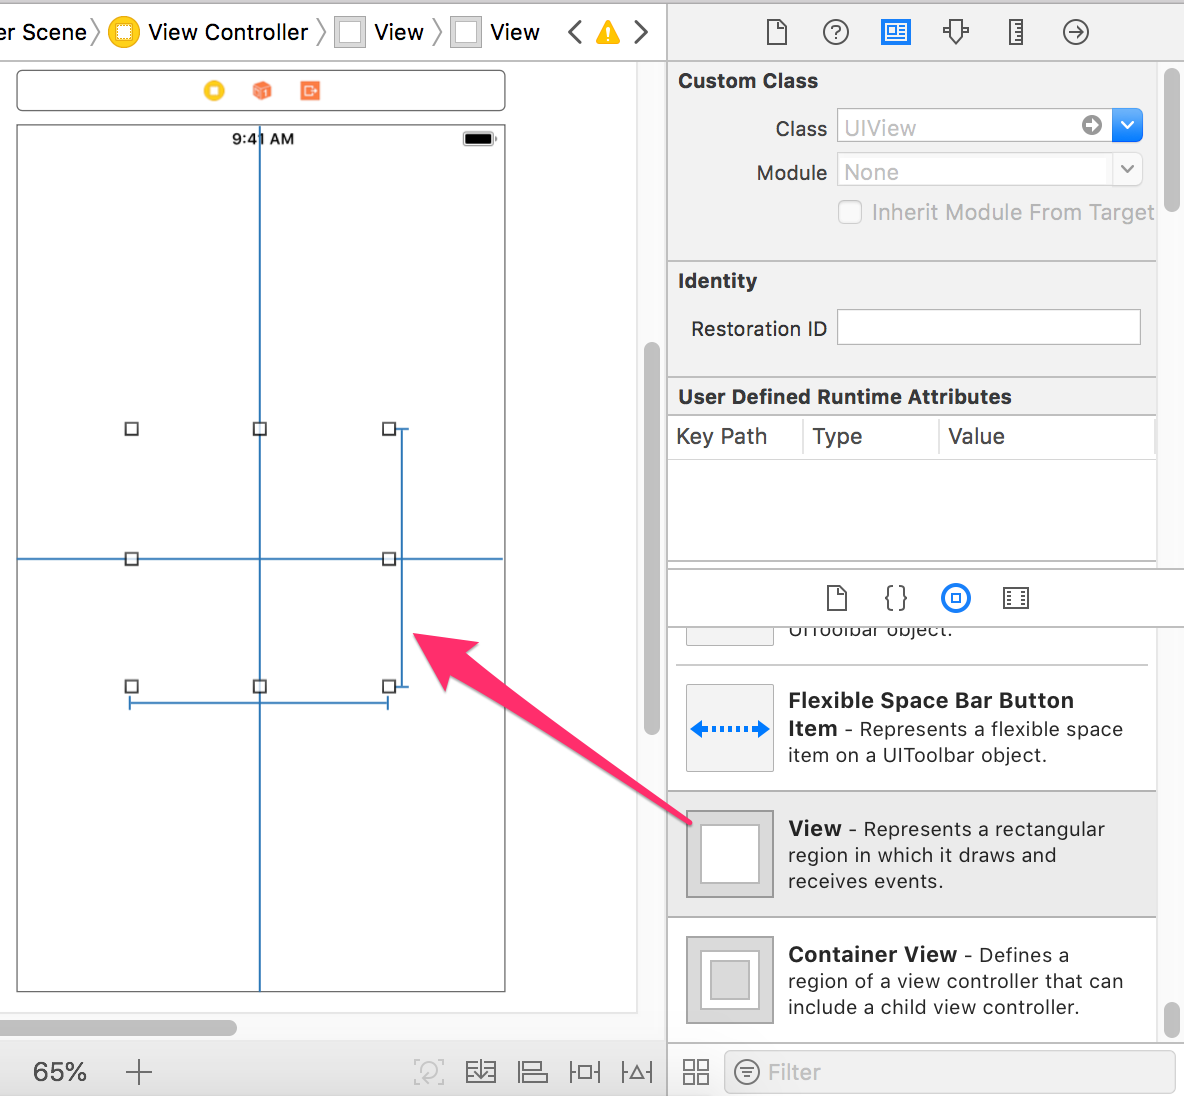 er Scene View Controller View View
9:41 AM
Custom Class
Class UIView
Module None
Inherit Module From Target
Identity
Restoration ID
User Defined Runtime Attributes
Key Path Type Value
{}
UIToolbar object.
Flexible Space Bar Button
Item - Represents a flexible space
item on a UIToolbar object.
View - Represents a rectangular
region in which it draws and
receives events.
Container View - Defines a
region of a view controller that can
include a child view controller.
65%
Filter